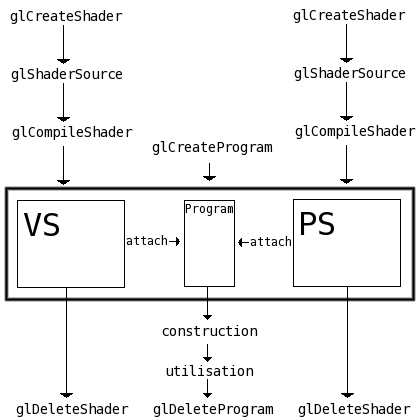 glCreateShader
glCreateShader
glShaderSource
glShaderSource
glCompileShader
glCompileShader
glCreateProgram
VS
Program
PS
attach
attach
construction
utilisation
glDeleteShader
glDeleteProgram
glDeleteShader